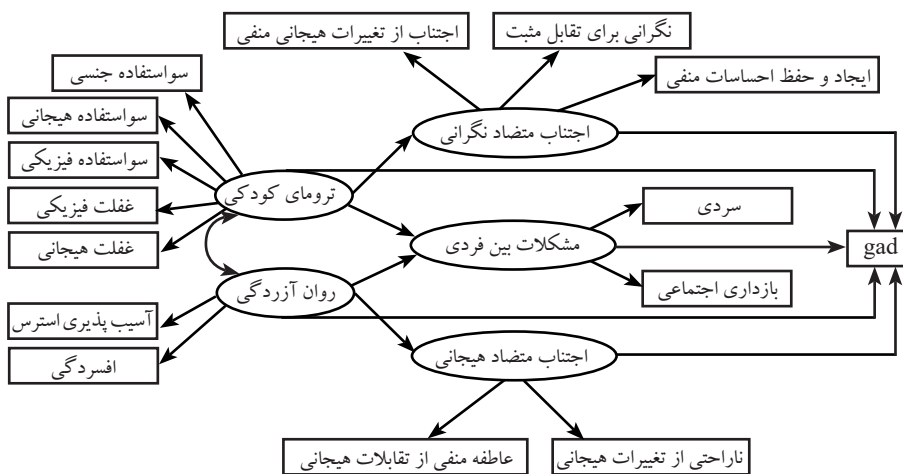 نگرانی برای تقابل مثبت
اجتناب از تغییرات هیجانی منفی
ایجاد و حفظ احساسات منفی
سواستفاده جنسی
سواستفاده هیجانی
سواستفاده فیزیکی
غفلت فیزیکی
غفلت هیجانی
اجتناب متضاد نگرانی
ترومای کودکی
سردی
مشکلات بین فردی
gad
بازداری اجتماعی
روان آزردگی
آسیب پذیری استرس
افسردگی
اجتناب متضاد هیجانی
ناراحتی از تغییرات هیجانی
عاطفه منفی از تقابلات هیجانی